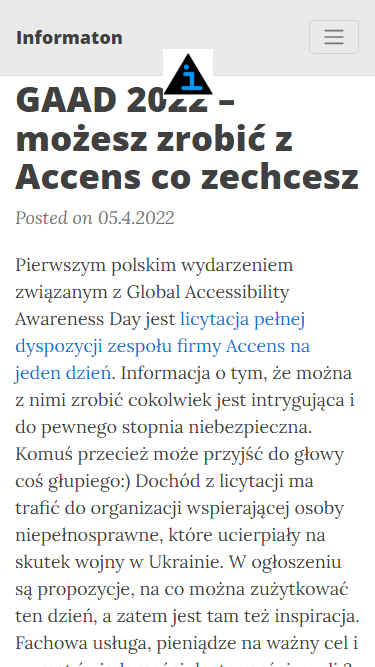 Informaton
GAAD 2022 –
możesz zrobić z
Accens co zechcesz
Posted on 05.4.2022
Pierwszym polskim wydarzeniem
związanym z Global Accessibility
Awareness Day jest licytacja pełnej
dyspozycji zespołu firmy Accens na
jeden dzień. Informacja o tym, że można
z nimi zrobić cokolwiek jest intrygująca i
do pewnego stopnia niebezpieczna.
Komuś przecież może przyjść do głowy
coś głupiego:) Dochód z licytacji ma
trafić do organizacji wspierającej osoby
niepełnosprawne, które ucierpiały na
skutek wojny w Ukrainie. W ogłoszeniu
są propozycje, na co można zużytkować
ten dzień, a zatem jest tam też inspiracja.
Fachowa usługa, pieniądze na ważny cel i